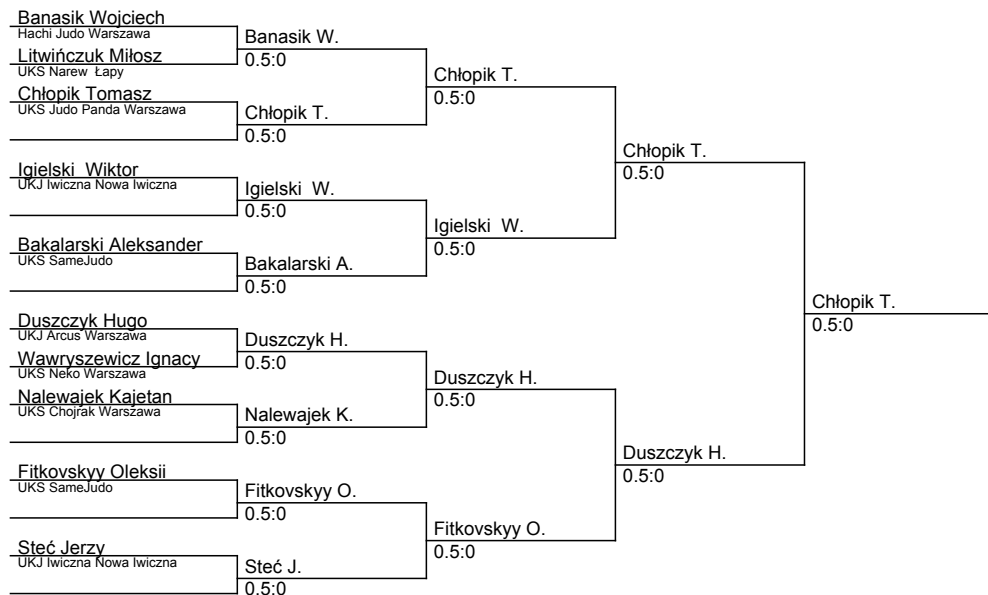 Banasik Wojciech
Hachi Judo Warszawa
Litwińczuk Miłosz
UKS Narew Łapy
Chłopik Tomasz
UKS Judo Panda Warszawa
Igielski Wiktor
UKJ Iwiczna Nowa Iwiczna
Bakalarski Aleksander
UKS SameJudo
Duszczyk Hugo
UKJ Arcus Warszawa
Wawryszewicz Ignacy
UKS Neko Warszawa
Nalewajek Kajetan
UKS Chojrak Warszawa
Fitkovskyy Oleksii
UKS SameJudo
Steć Jerzy
UKJ Iwiczna Nowa Iwiczna
Banasik W.
0.5:0
Chłopik T.
0.5:0
Igielski W.
0.5:0
Bakalarski A.
0.5:0
Duszczyk H.
0.5:0
Nalewajek K.
0.5:0
Fitkovskyy O.
0.5:0
Steć J.
0.5:0
Chłopik T.
0.5:0
Igielski W.
0.5:0
Duszczyk H.
0.5:0
Fitkovskyy O.
0.5:0
Chłopik T.
0.5:0
Duszczyk H.
0.5:0
Chłopik T.
0.5:0